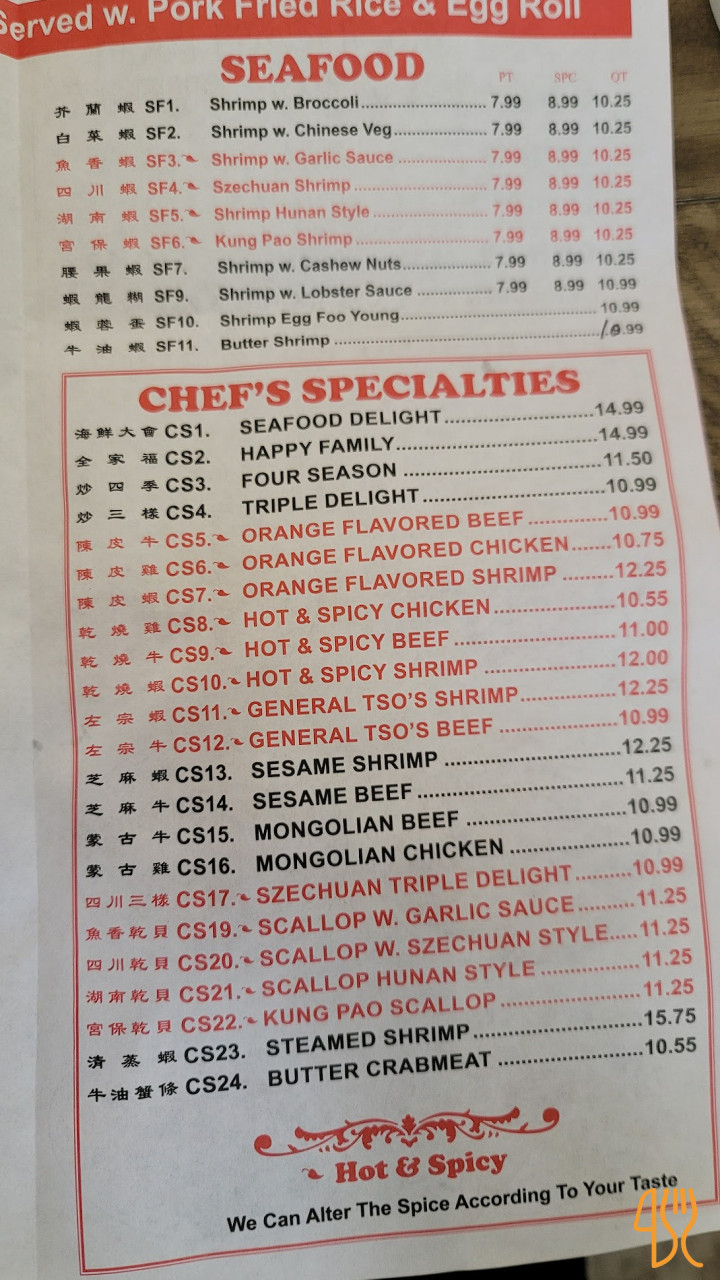 Served w. Pork Fried Rice & Egg Roll
SEAFOOD
PT SPC QT
芥蘭蝦 SF1. Shrimp w. Broccoli 7.99 8.99 10.25
白菜蝦 SF2. Shrimp w. Chinese Veg 7.99 8.99 10.25
魚香蝦 SF3. Shrimp w. Garlic Sauce 7.99 8.99 10.25
四川蝦 SF4. Szechuan Shrimp 7.99 8.99 10.25
湖南蝦 SF5. Shrimp Hunan Style 7.99 8.99 10.25
宮保蝦 SF6. Kung Pao Shrimp 7.99 8.99 10.25
腰果蝦 SF7. Shrimp w. Cashew Nuts 7.99 8.99 10.25
蝦龍糊 SF9. Shrimp w. Lobster Sauce 7.99 8.99 10.99
蝦蓉蛋 SF10. Shrimp Egg Foo Young 10.99
牛油蝦 SF11. Butter Shrimp 10.99
CHEF'S SPECIALTIES
海鮮大會 CS1. SEAFOOD DELIGHT 14.99
全家福 CS2. HAPPY FAMILY 14.99
炒四季 CS3. FOUR SEASON 11.50
炒三樣 CS4. TRIPLE DELIGHT 10.99
陳皮牛 CS5. ORANGE FLAVORED BEEF 10.99
陳皮雞 CS6. ORANGE FLAVORED CHICKEN 10.75
陳皮蝦 CS7. ORANGE FLAVORED SHRIMP 12.25
乾燒雞 CS8. HOT & SPICY CHICKEN 10.55
乾燒牛 CS9. HOT & SPICY BEEF 11.00
乾燒蝦 CS10. HOT & SPICY SHRIMP 12.00
左宗蝦 CS11. GENERAL TSO'S SHRIMP 12.25
左宗牛 CS12. GENERAL TSO'S BEEF 10.99
芝麻蝦 CS13. SESAME SHRIMP 12.25
芝麻牛 CS14. SESAME BEEF 11.25
蒙古牛 CS15. MONGOLIAN BEEF 10.99
蒙古雞 CS16. MONGOLIAN CHICKEN 10.99
四川三樣 CS17. SZECHUAN TRIPLE DELIGHT 10.99
魚香乾貝 CS19. SCALLOP W. GARLIC SAUCE 11.25
四川乾貝 CS20. SCALLOP W. SZECHUAN STYLE 11.25
湖南乾貝 CS21. SCALLOP HUNAN STYLE 11.25
宮保乾貝 CS22. KUNG PAO SCALLOP 11.25
清蒸蝦 CS23. STEAMED SHRIMP 15.75
牛油蟹條 CS24. BUTTER CRABMEAT 10.55
Hot & Spicy
We Can Alter The Spice According To Your Taste